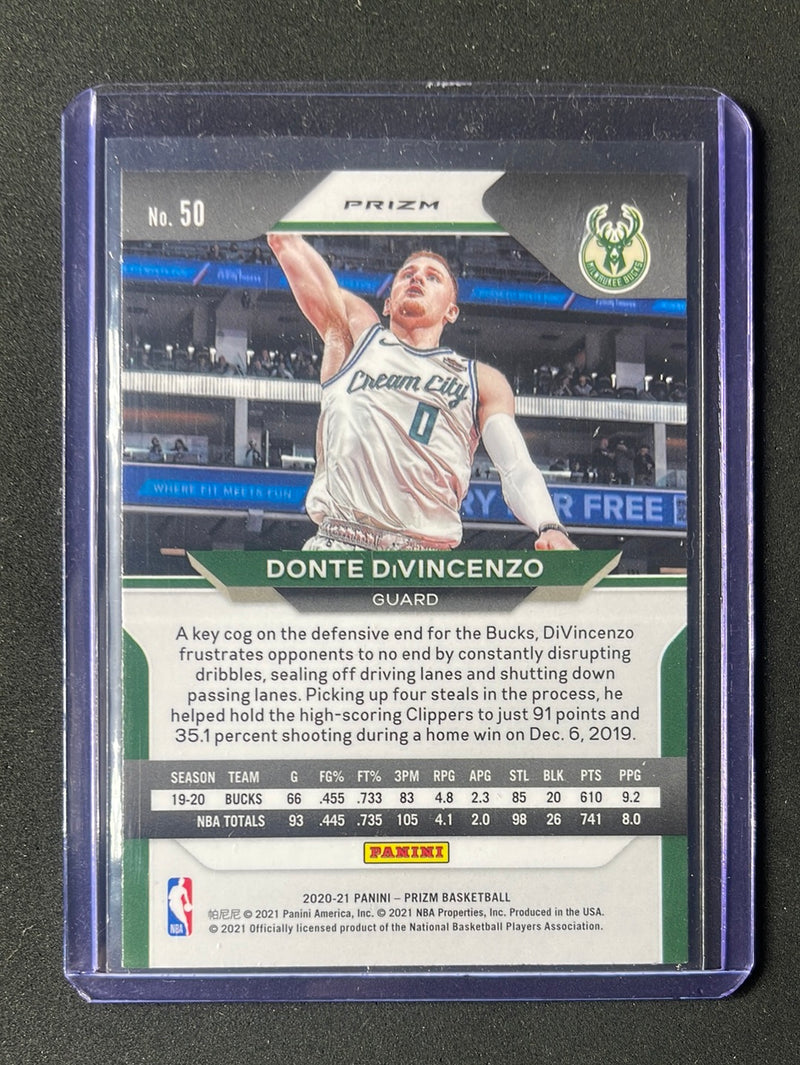 No. 50
PRIZM
MILWAUKEE BUCKS
Cream City
0
WHERE FIT MEETS FUN
RY
R FREE
DONTE DiVINCENZO
GUARD
A key cog on the defensive end for the Bucks, DiVincenzo
frustrates opponents to no end by constantly disrupting
dribbles, sealing off driving lanes and shutting down
passing lanes. Picking up four steals in the process, he
helped hold the high-scoring Clippers to just 91 points and
35.1 percent shooting during a home win on Dec. 6, 2019.
SEASON TEAM G FG% FT% 3PM RPG APG STL BLK PTS PPG
19-20 BUCKS 66 .455 .733 83 4.8 2.3 85 20 610 9.2
NBA TOTALS 93 .445 .735 105 4.1 2.0 98 26 741 8.0
PANINI
NBA
2020-21 PANINI – PRIZM BASKETBALL
帕尼尼 © 2021 Panini America, Inc. © 2021 NBA Properties, Inc. Produced in the USA.
© 2021 Officially licensed product of the National Basketball Players Association.